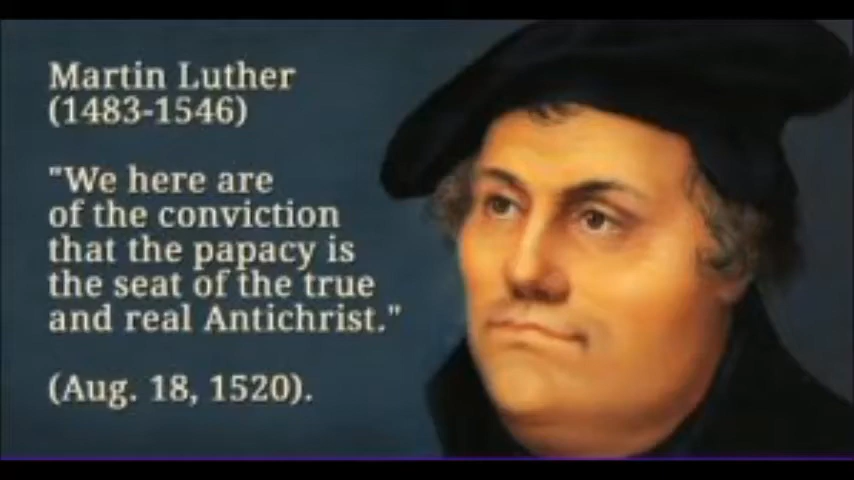 Martin Luther
(1483-1546)
"We here are
of the conviction
that the papacy is
the seat of the true
and real Antichrist."
(Aug. 18, 1520).